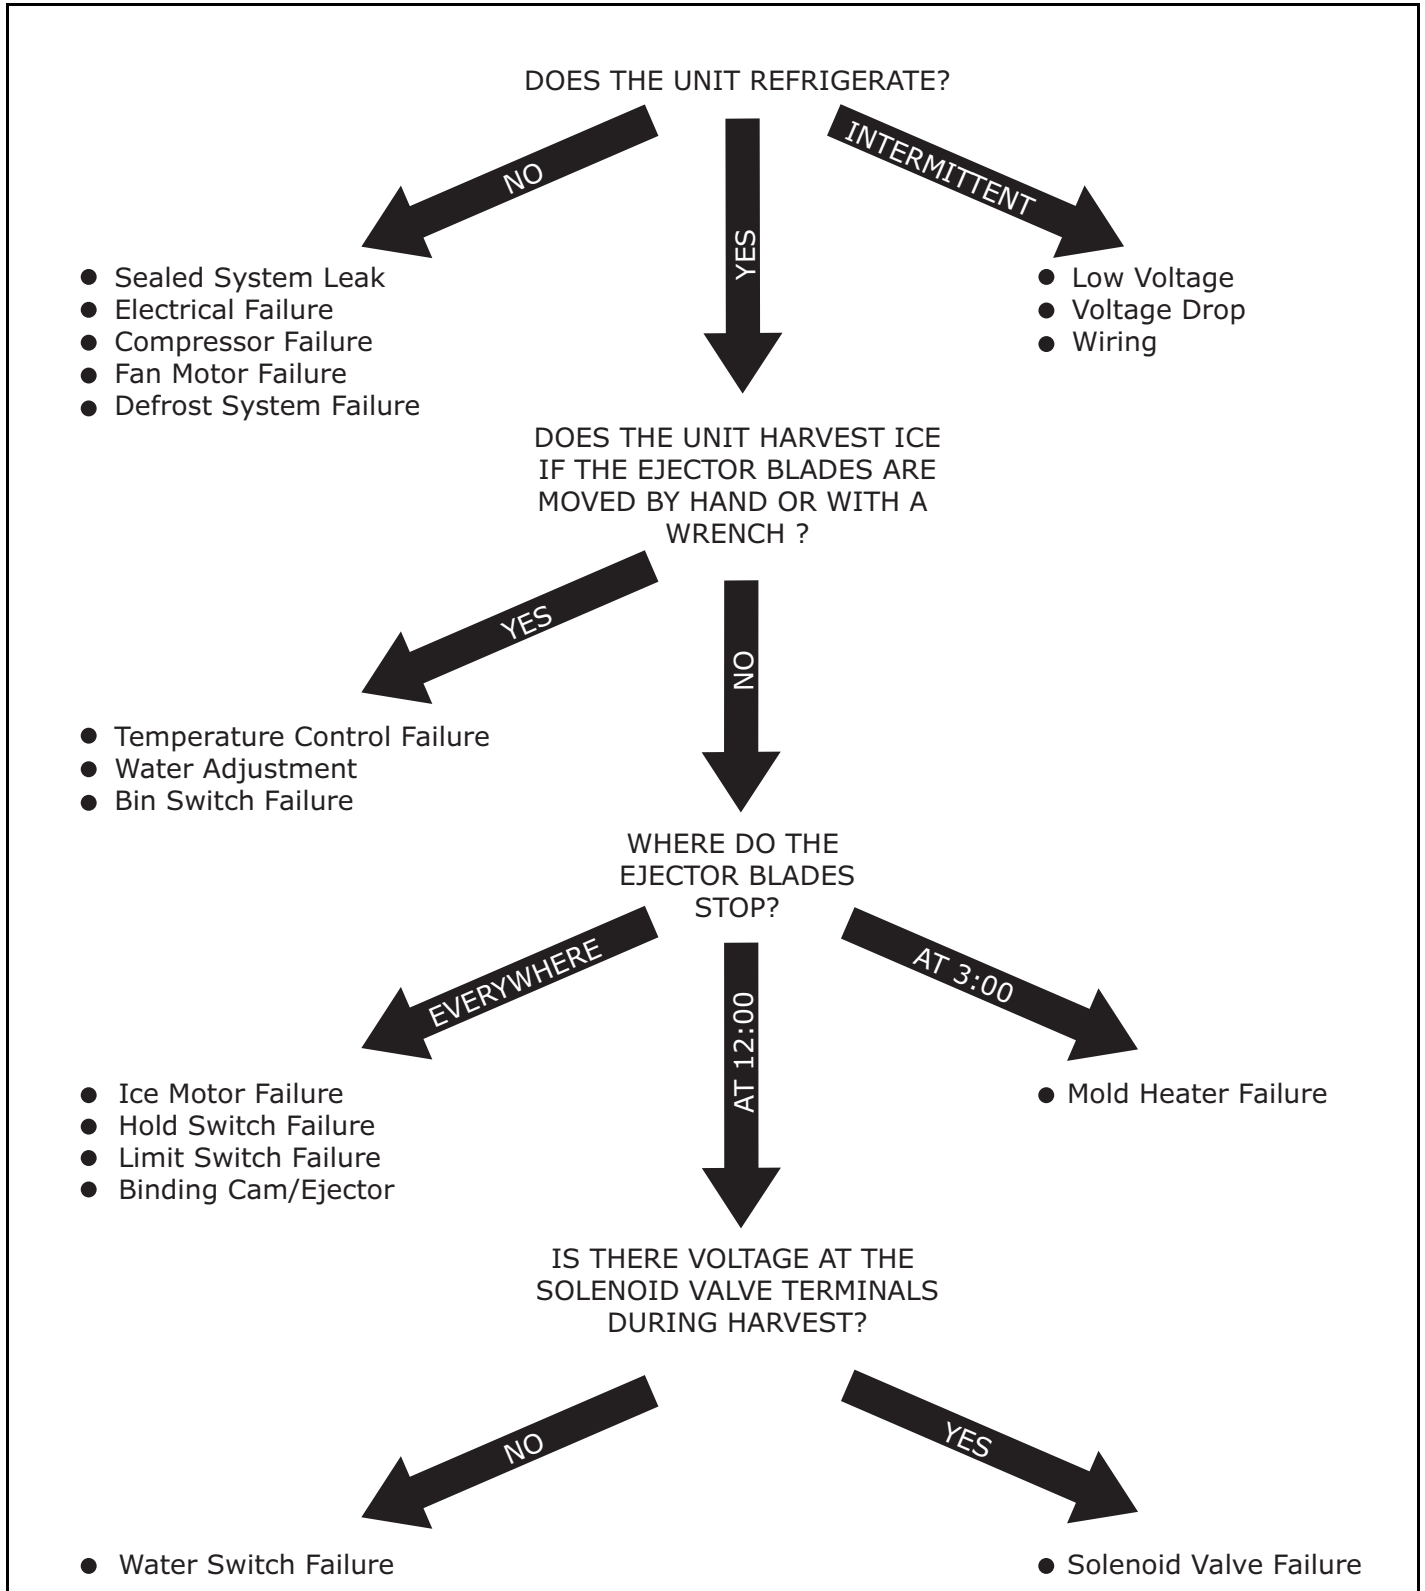 DOES THE UNIT REFRIGERATE?
NO
YES
INTERMITTENT
● Sealed System Leak
● Electrical Failure
● Compressor Failure
● Fan Motor Failure
● Defrost System Failure
● Low Voltage
● Voltage Drop
● Wiring
DOES THE UNIT HARVEST ICE
IF THE EJECTOR BLADES ARE
MOVED BY HAND OR WITH A
WRENCH ?
YES
NO
● Temperature Control Failure
● Water Adjustment
● Bin Switch Failure
WHERE DO THE
EJECTOR BLADES
STOP?
EVERYWHERE
AT 12:00
AT 3:00
● Ice Motor Failure
● Hold Switch Failure
● Limit Switch Failure
● Binding Cam/Ejector
● Mold Heater Failure
IS THERE VOLTAGE AT THE
SOLENOID VALVE TERMINALS
DURING HARVEST?
NO
YES
● Water Switch Failure
● Solenoid Valve Failure